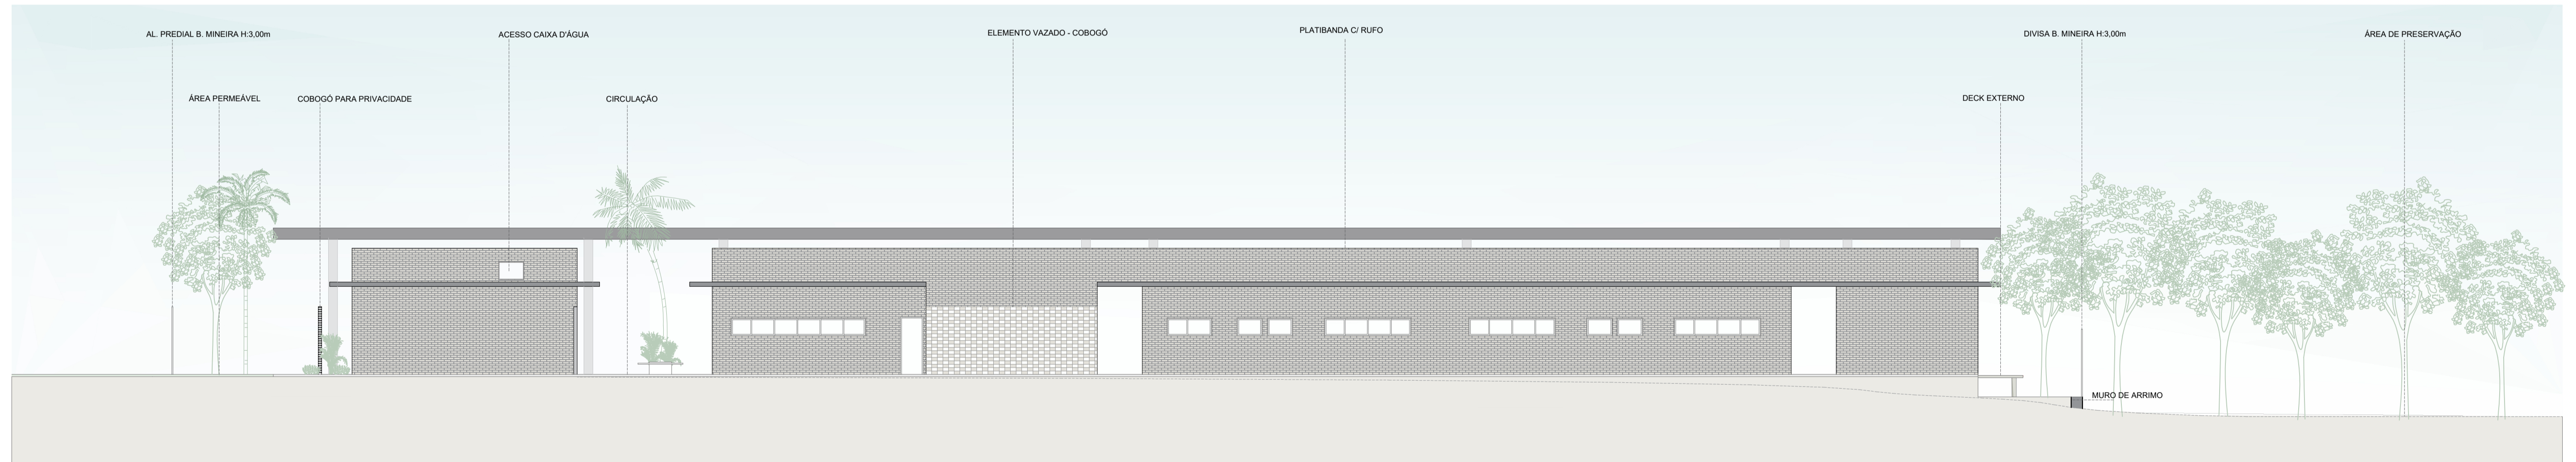 AL. PREDIAL B. MINEIRA H:3,00m
ACESSO CAIXA D'ÁGUA
ELEMENTO VAZADO - COBOGÓ
PLATIBANDA C/ RUFO
DIVISA B. MINEIRA H:3,00m
ÁREA DE PRESERVAÇÃO
ÁREA PERMEÁVEL
COBOGÓ PARA PRIVACIDADE
CIRCULAÇÃO
DECK EXTERNO
MURO DE ARRIMO